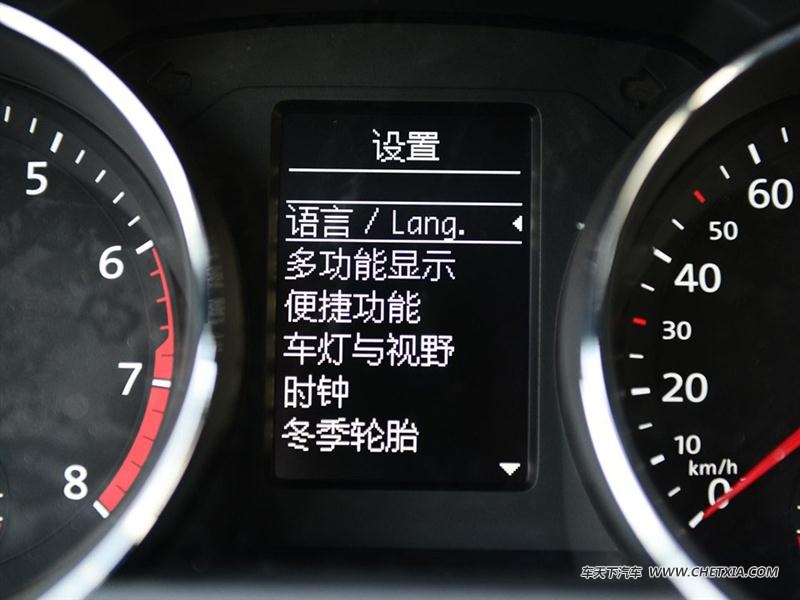 设置
语言 / Lang.
多功能显示
便捷功能
车灯与视野
时钟
冬季轮胎
5
6
7
8
60
50
40
30
20
10
km/h
0
车天下汽车 WWW.CHETXIA.COM